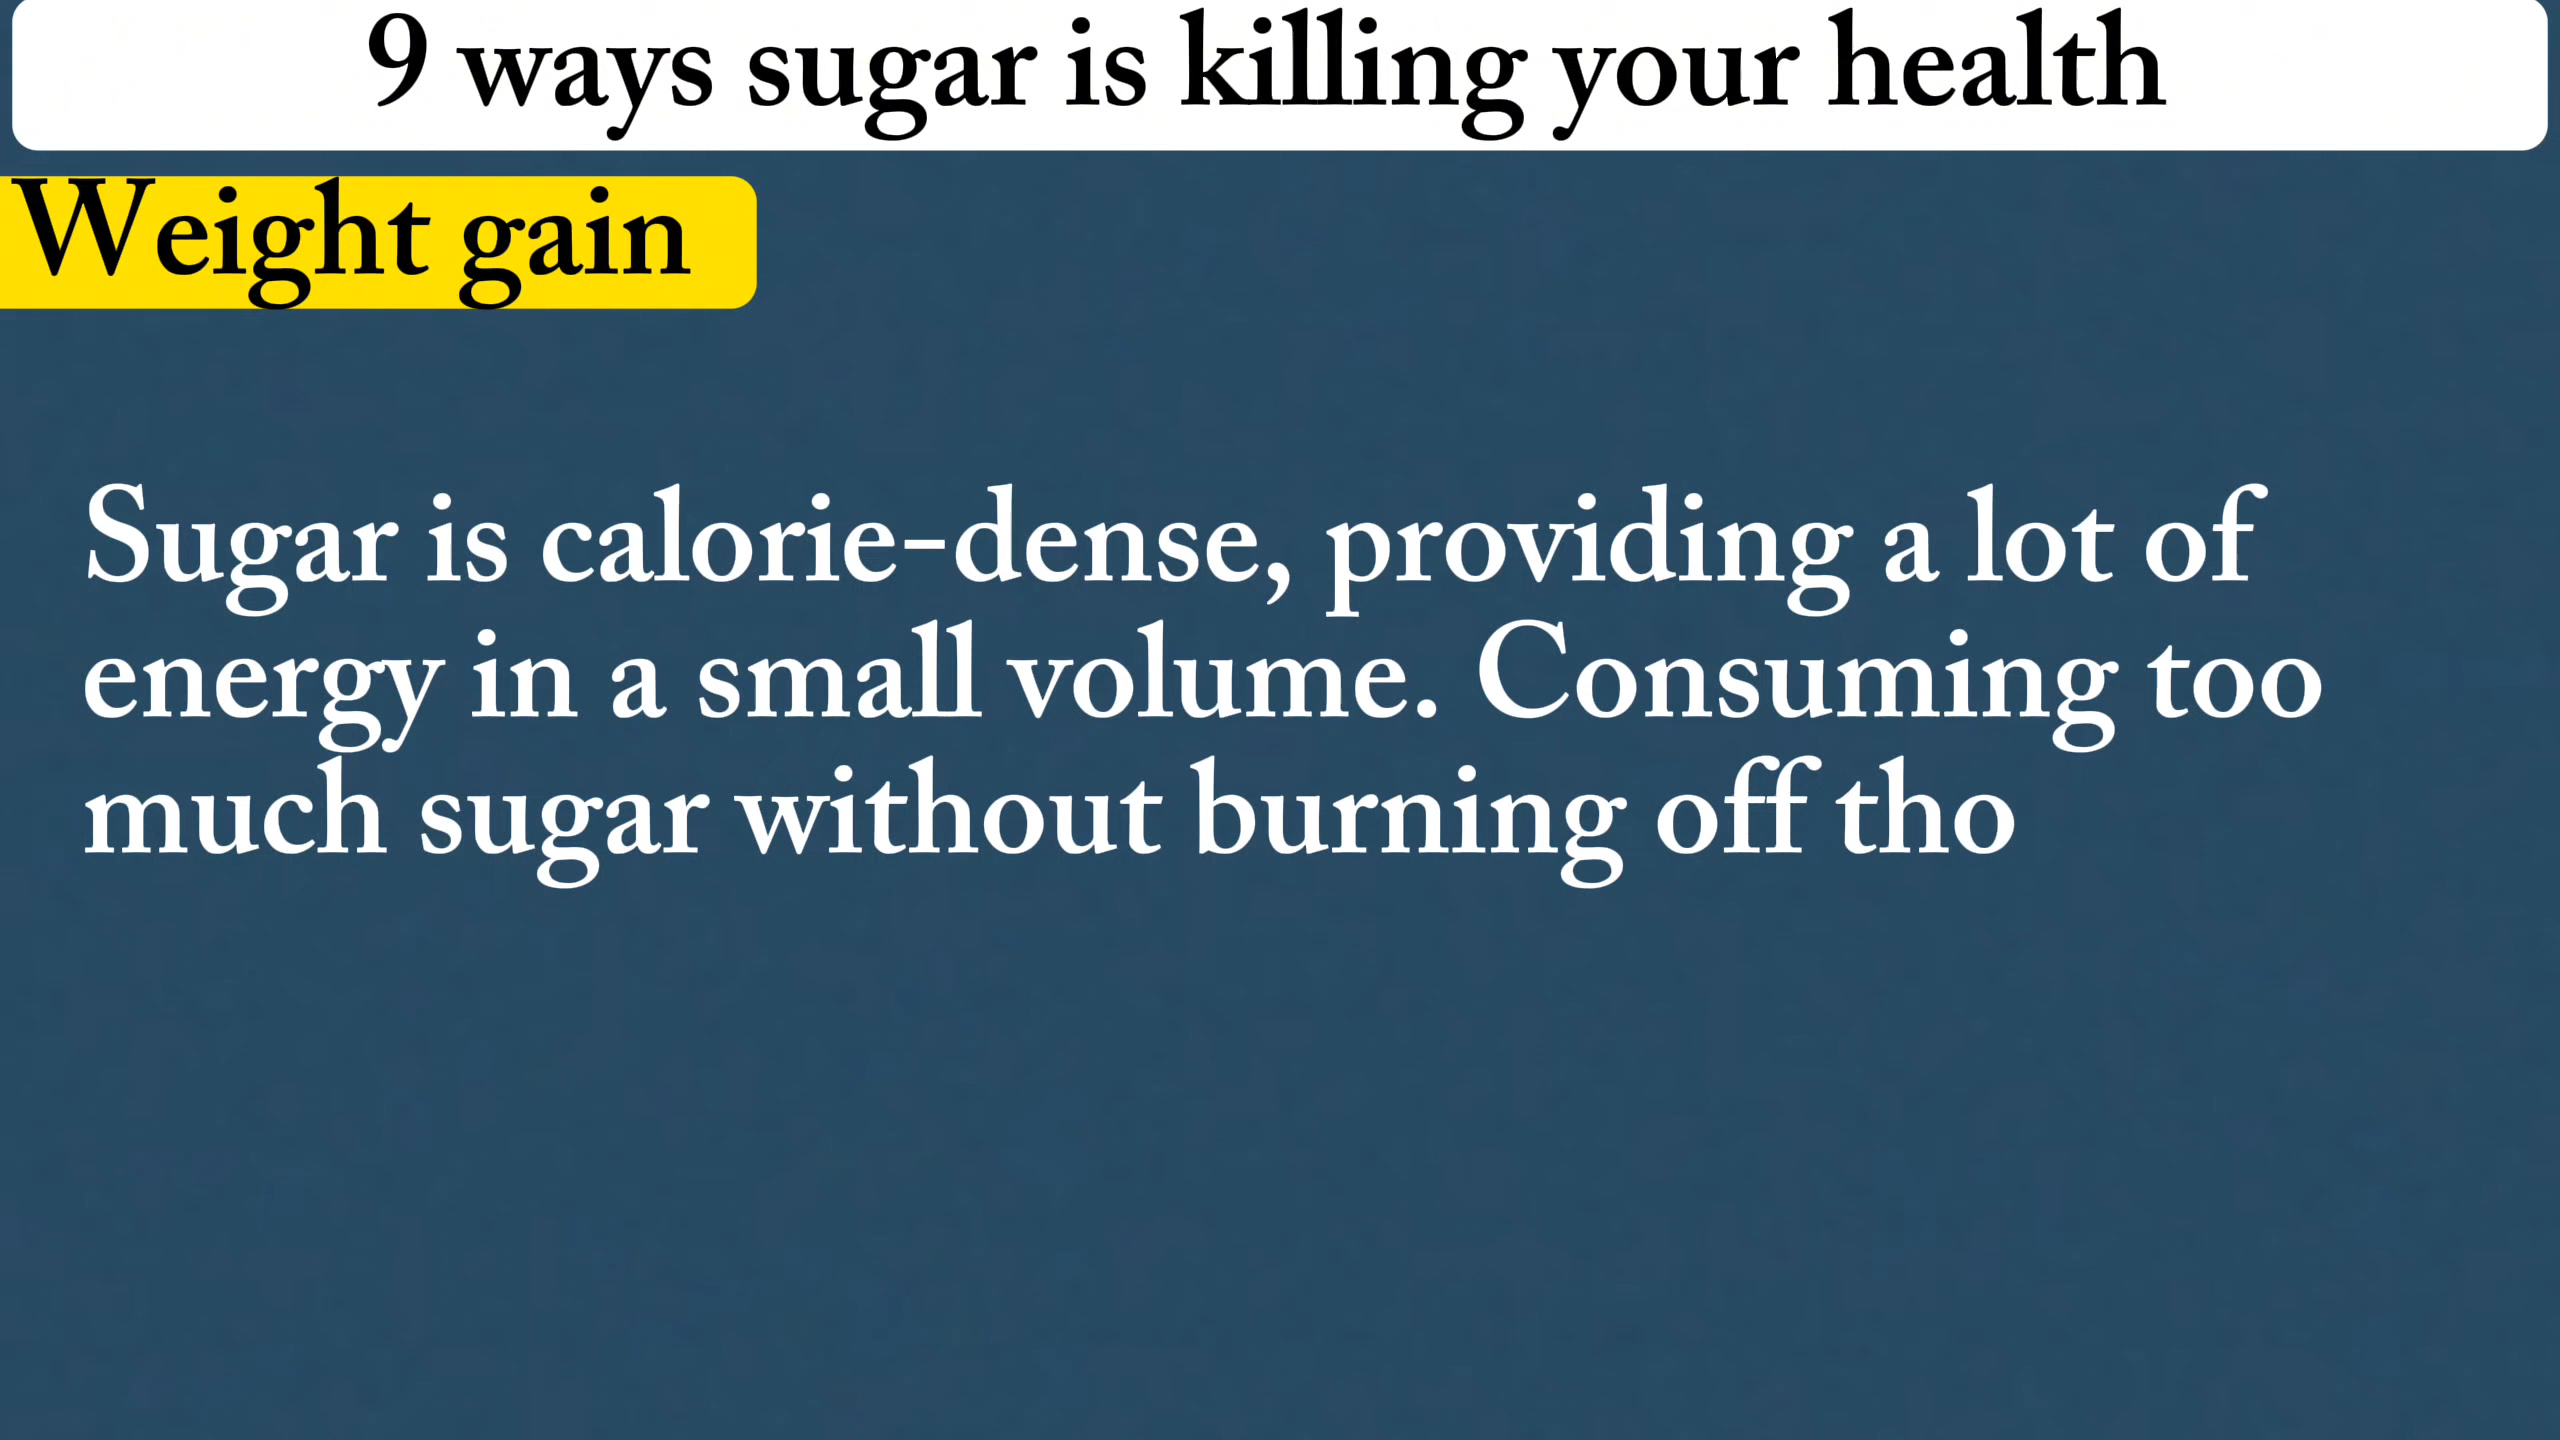 9 ways sugar is killing your health
Weight gain
Sugar is calorie-dense, providing a lot of
energy in a small volume. Consuming too
much sugar without burning off tho